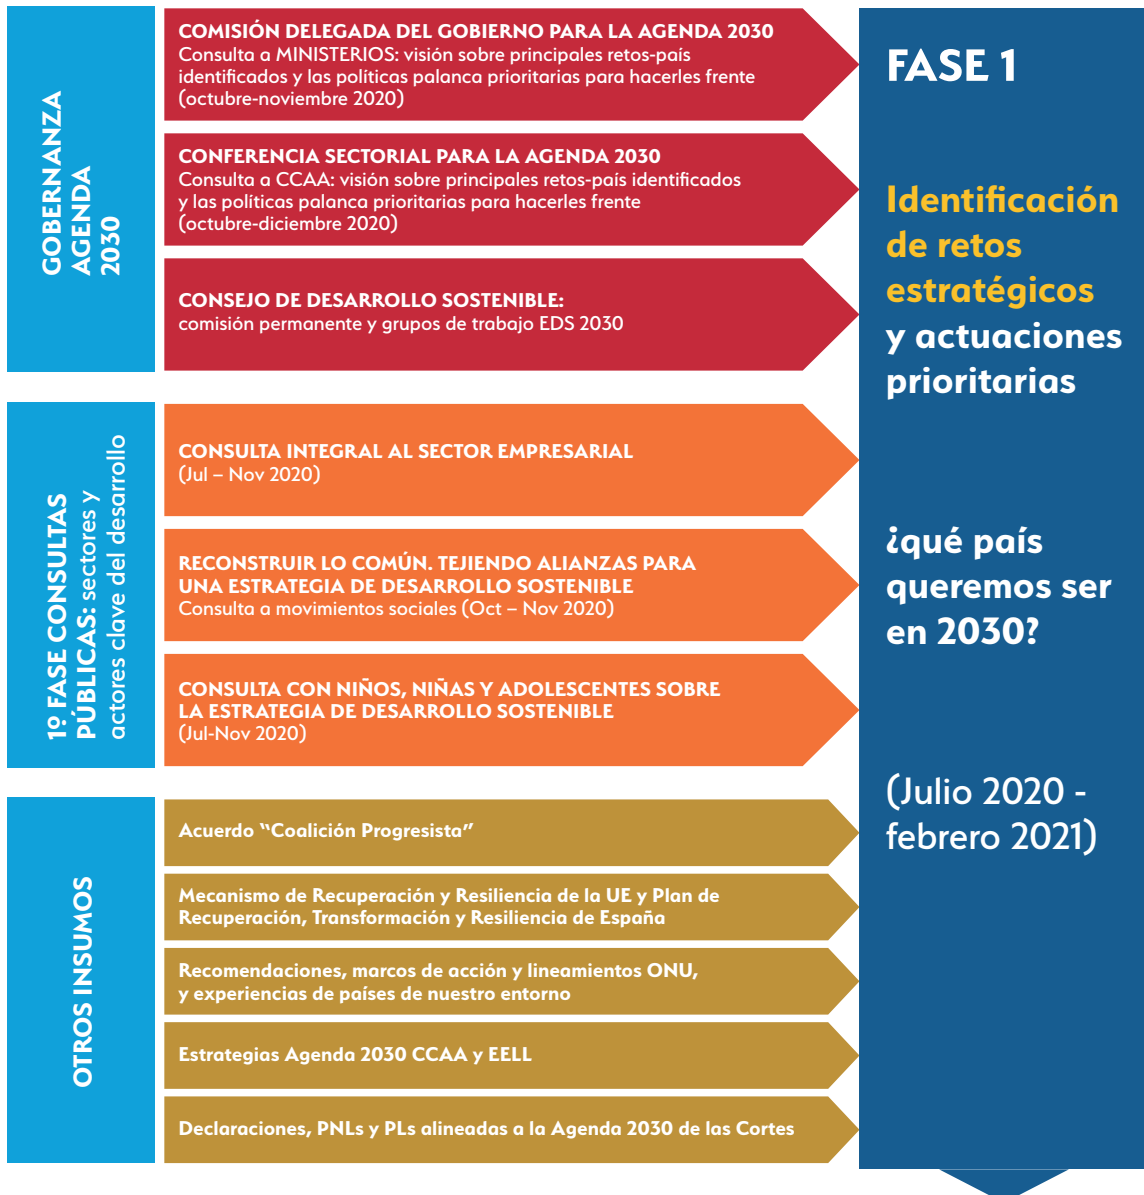 GOBERNANZA
AGENDA
2030
COMISIÓN DELEGADA DEL GOBIERNO PARA LA AGENDA 2030
Consulta a MINISTERIOS: visión sobre principales retos-país
identificados y las políticas palanca prioritarias para hacerles frente
(octubre-noviembre 2020)
CONFERENCIA SECTORIAL PARA LA AGENDA 2030
Consulta a CCAA: visión sobre principales retos-país identificados
y las políticas palanca prioritarias para hacerles frente
(octubre-diciembre 2020)
CONSEJO DE DESARROLLO SOSTENIBLE:
comisión permanente y grupos de trabajo EDS 2030
1º FASE CONSULTAS
PÚBLICAS: sectores y
actores clave del desarrollo
CONSULTA INTEGRAL AL SECTOR EMPRESARIAL
(Jul – Nov 2020)
RECONSTRUIR LO COMÚN. TEJIENDO ALIANZAS PARA
UNA ESTRATEGIA DE DESARROLLO SOSTENIBLE
Consulta a movimientos sociales (Oct – Nov 2020)
CONSULTA CON NIÑOS, NIÑAS Y ADOLESCENTES SOBRE
LA ESTRATEGIA DE DESARROLLO SOSTENIBLE
(Jul-Nov 2020)
OTROS INSUMOS
Acuerdo “Coalición Progresista”
Mecanismo de Recuperación y Resiliencia de la UE y Plan de
Recuperación, Transformación y Resiliencia de España
Recomendaciones, marcos de acción y lineamientos ONU,
y experiencias de países de nuestro entorno
Estrategias Agenda 2030 CCAA y EELL
Declaraciones, PNLs y PLs alineadas a la Agenda 2030 de las Cortes
FASE 1
Identificación
de retos
estratégicos
y actuaciones
prioritarias
¿qué país
queremos ser
en 2030?
(Julio 2020 -
febrero 2021)